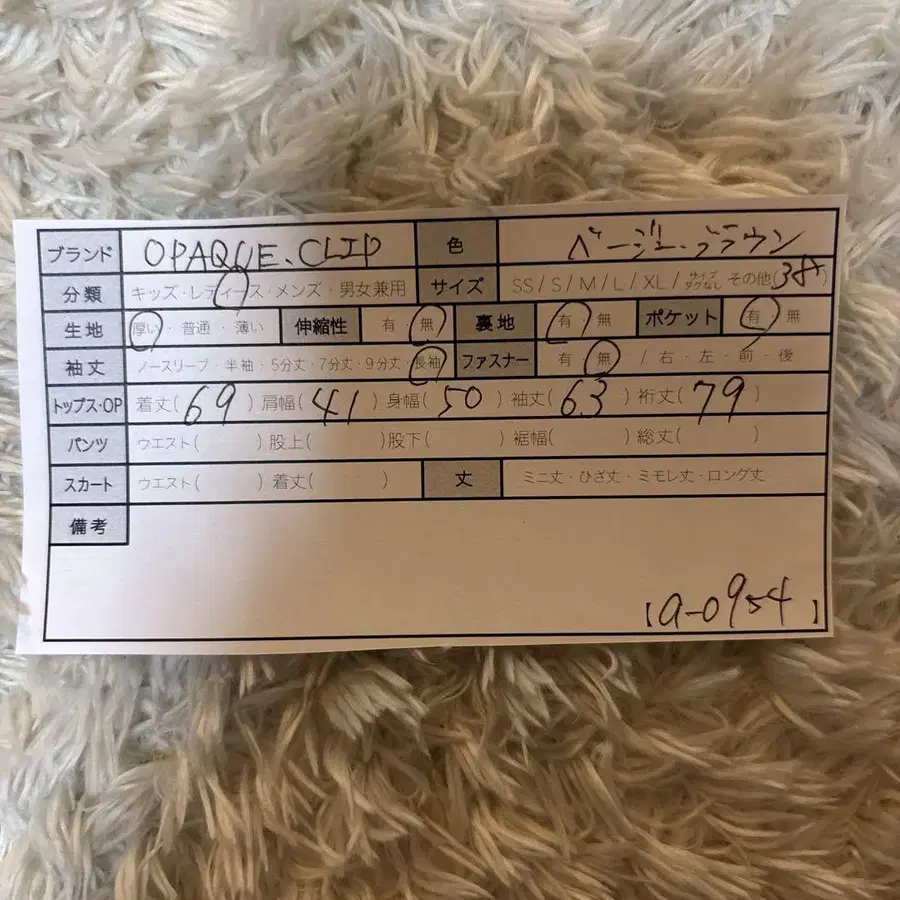 ブランド OPAQUE.CLIP 色 ベージュ・ブラウン
分類 キッズ・レディース・メンズ・男女兼用 サイズ SS / S / M / L / XL / サイズタグなし その他(38)
生地 厚い・普通・薄い 伸縮性 有 無 裏地 有 無 ポケット 有 無
袖丈 ノースリーブ・半袖・5分丈・7分丈・9分丈・長袖 ファスナー 有 無 / 右・左・前・後
トップス・OP 着丈(69) 肩幅(41) 身幅(50) 袖丈(63) 裄丈(79)
パンツ ウエスト( ) 股上( ) 股下( ) 裾幅( ) 総丈( )
スカート ウエスト( ) 着丈( ) 丈 ミニ丈・ひざ丈・ミモレ丈・ロング丈
備考
【a-0954】